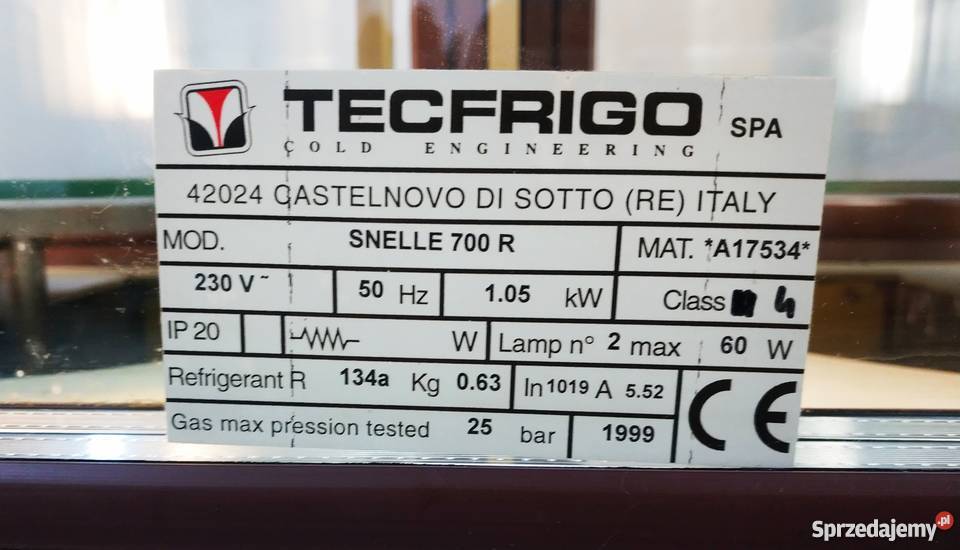 TECFRIGO SPA
COLD ENGINEERING
42024 CASTELNOVO DI SOTTO (RE) ITALY
MOD. SNELLE 700 R MAT. *A17534*
230 V~ 50 Hz 1.05 kW Class 4
IP 20 W Lamp n° 2 max 60 W
Refrigerant R 134a Kg 0.63 In 1019 A 5.52
Gas max pression tested 25 bar 1999 CE
Sprzedajemy.pl